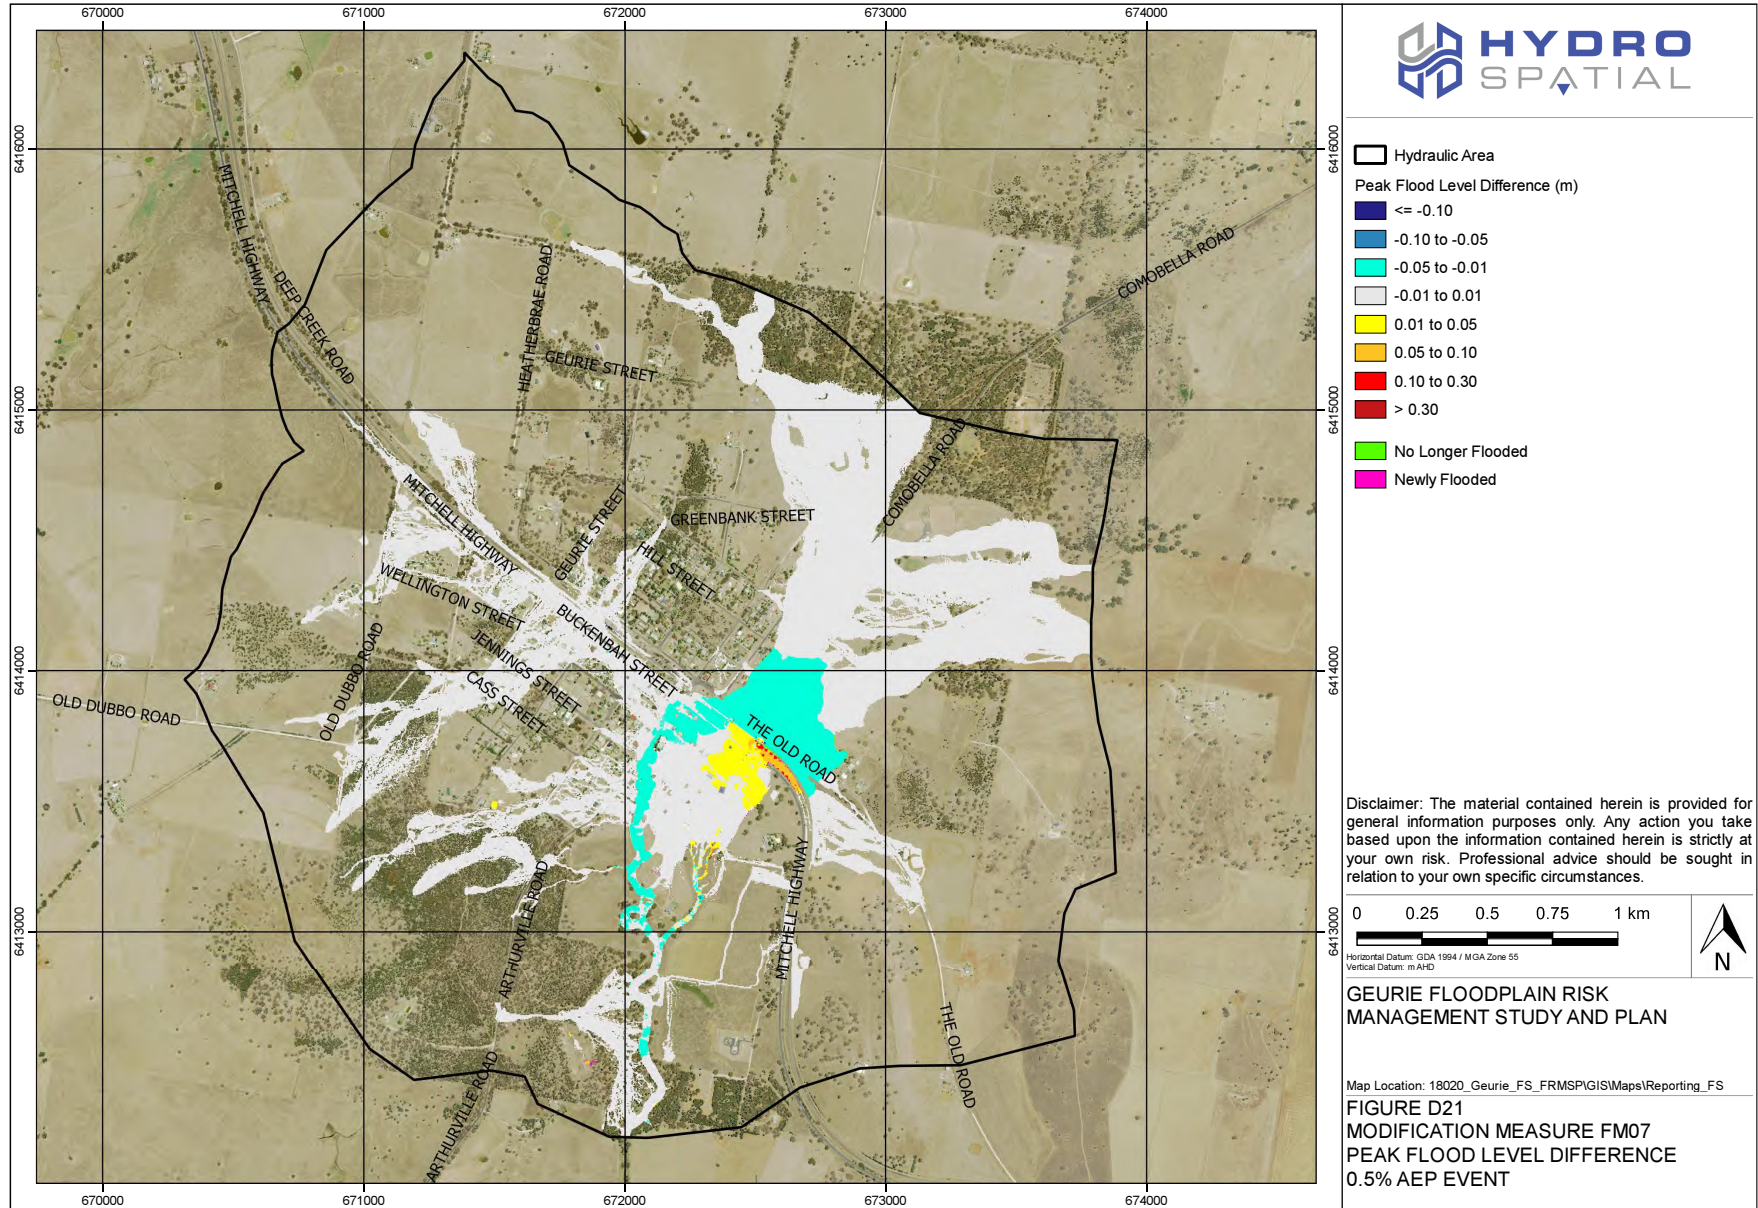 670000
671000
672000
673000
674000
6416000
6416000
6415000
6415000
6414000
6414000
6413000
6413000
MITCHELL HIGHWAY
DEEP CREEK ROAD
HEATHERBRAE ROAD
GEURIE STREET
COMOBELLA ROAD
COMOBELLA ROAD
MITCHELL HIGHWAY
GEURIE STREET
GREENBANK STREET
HILL STREET
WELLINGTON STREET
BUCKENBAH STREET
JENNINGS STREET
CASS STREET
OLD DUBBO ROAD
OLD DUBBO ROAD
THE OLD ROAD
MITCHELL HIGHWAY
ARTHURVILLE ROAD
ARTHURVILLE ROAD
THE OLD ROAD
670000
671000
672000
673000
674000
HYDRO
SPATIAL
Hydraulic Area
Peak Flood Level Difference (m)
<= -0.10
-0.10 to -0.05
-0.05 to -0.01
-0.01 to 0.01
0.01 to 0.05
0.05 to 0.10
0.10 to 0.30
> 0.30
No Longer Flooded
Newly Flooded
Disclaimer: The material contained herein is provided for
general information purposes only. Any action you take
based upon the information contained herein is strictly at
your own risk. Professional advice should be sought in
relation to your own specific circumstances.
0 0.25 0.5 0.75 1 km
Horizontal Datum: GDA 1994 / MGA Zone 55
Vertical Datum: m AHD
N
GEURIE FLOODPLAIN RISK
MANAGEMENT STUDY AND PLAN
Map Location: 18020_Geurie_FS_FRMSP\GIS\Maps\Reporting_FS
FIGURE D21
MODIFICATION MEASURE FM07
PEAK FLOOD LEVEL DIFFERENCE
0.5% AEP EVENT